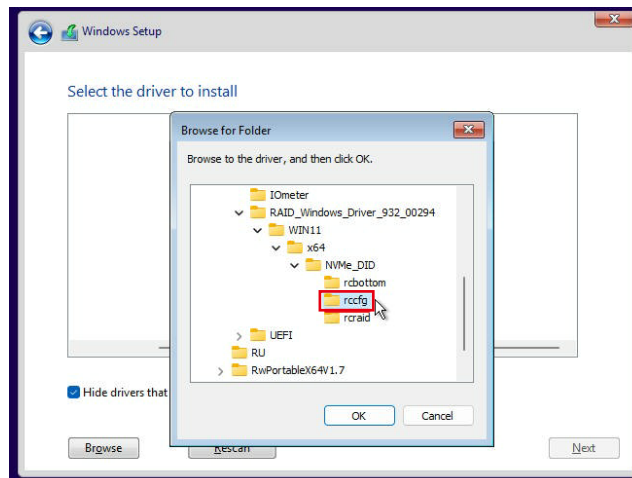 Windows Setup
Select the driver to install
Browse for Folder
Browse to the driver, and then click OK.
IOmeter
RAID_Windows_Driver_932_00294
WIN11
x64
NVMe_DID
rcbottom
rccfg
rcraid
UEFI
RU
RwPortableX64V1.7
Hide drivers that
OK Cancel
Browse Rescan Next